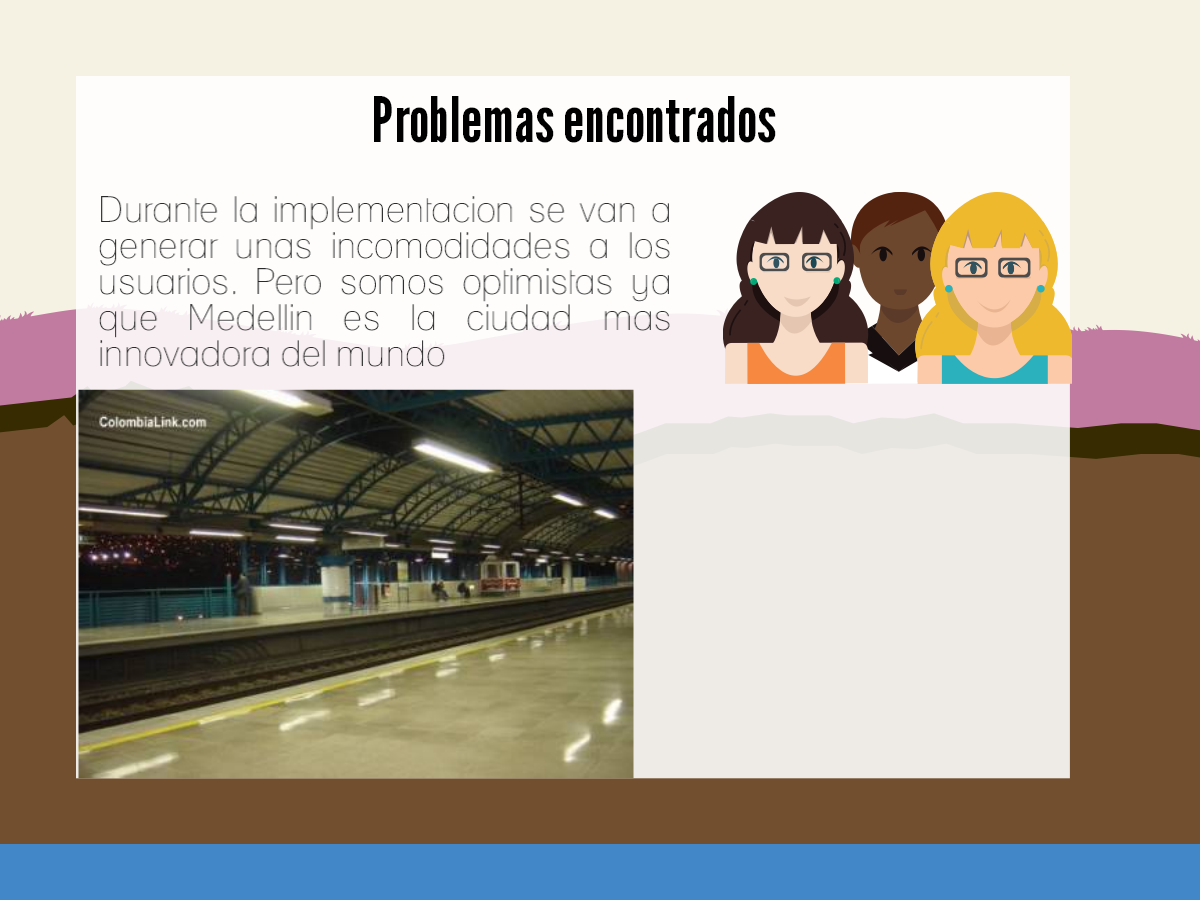 Problemas encontrados
Durante la implementacion se van a
generar unas incomodidades a los
usuarios. Pero somos optimistas ya
que Medellin es la ciudad mas
innovadora del mundo
ColombiaLink.com